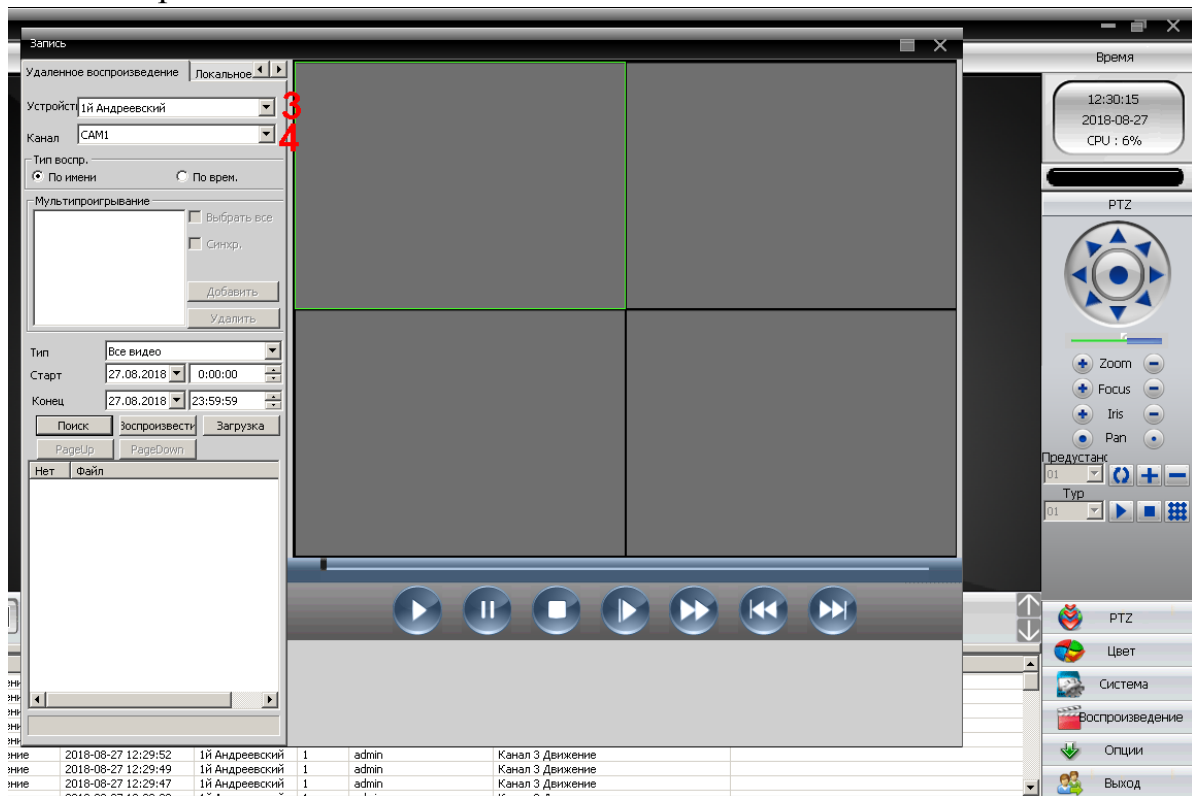 Запись
Удаленное воспроизведение
Локальное
Устройст 1й Андреевский
3
Канал CAM1
4
Тип воспр.
По имени
По врем.
Мультипроигрывание
Выбрать все
Синхр.
Добавить
Удалить
Тип Все видео
Старт 27.08.2018 0:00:00
Конец 27.08.2018 23:59:59
Поиск
Воспроизвести
Загрузка
PageUp
PageDown
Нет Файл
Время
12:30:15
2018-08-27
CPU : 6%
PTZ
Zoom
Focus
Iris
Pan
Предустанс
01
Тур
01
PTZ
Цвет
Система
Воспроизведение
Опции
Выход
ение 2018-08-27 12:29:52 1й Андреевский 1 admin Канал 3 Движение
ение 2018-08-27 12:29:49 1й Андреевский 1 admin Канал 3 Движение
ение 2018-08-27 12:29:47 1й Андреевский 1 admin Канал 3 Движение